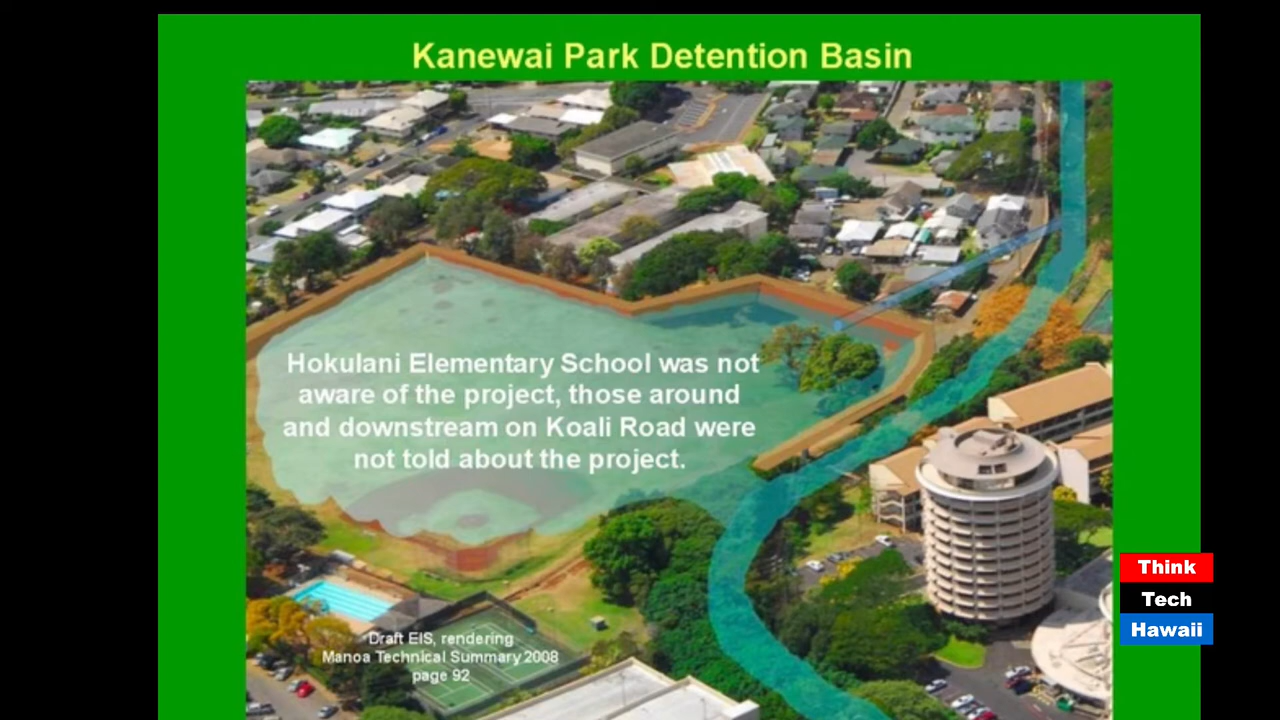 Kanewai Park Detention Basin
Hokulani Elementary School was not
aware of the project, those around
and downstream on Koali Road were
not told about the project.
Draft EIS, rendering
Manoa Technical Summary 2008
page 92
Think
Tech
Hawaii